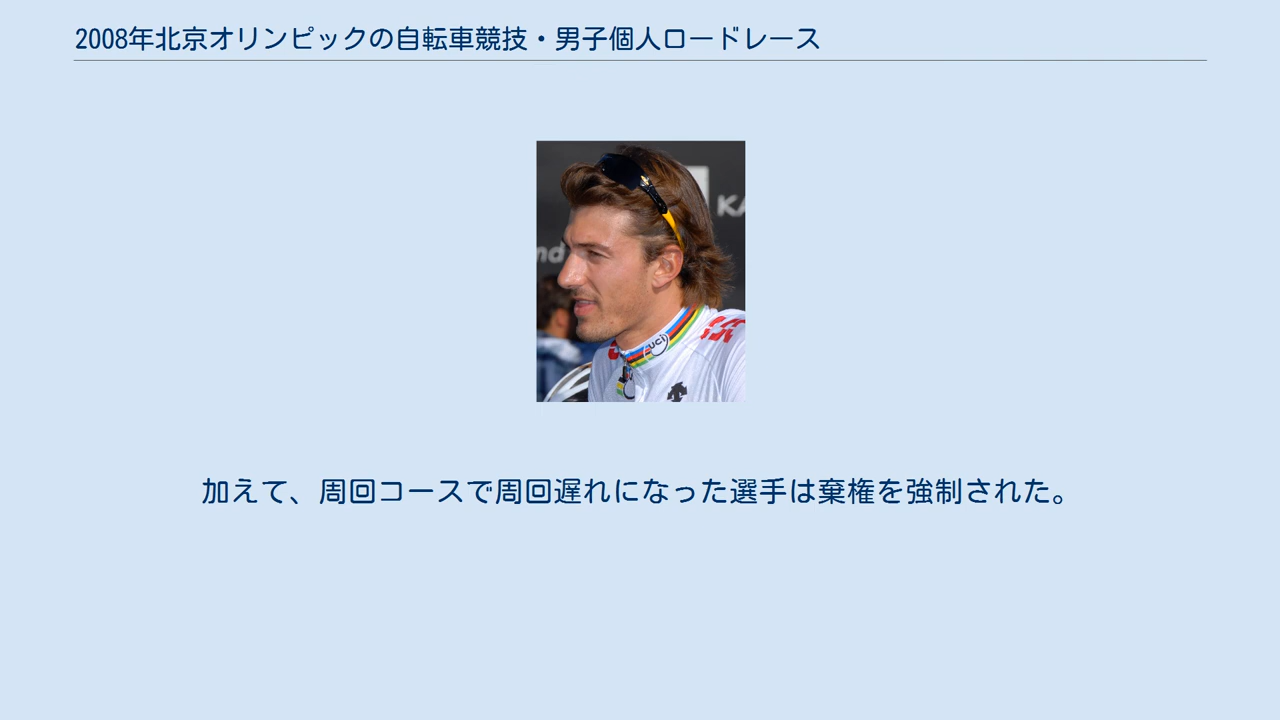 2008年北京オリンピックの自転車競技・男子個人ロードレース
KA
nd
uci
加えて、周回コースで周回遅れになった選手は棄権を強制された。